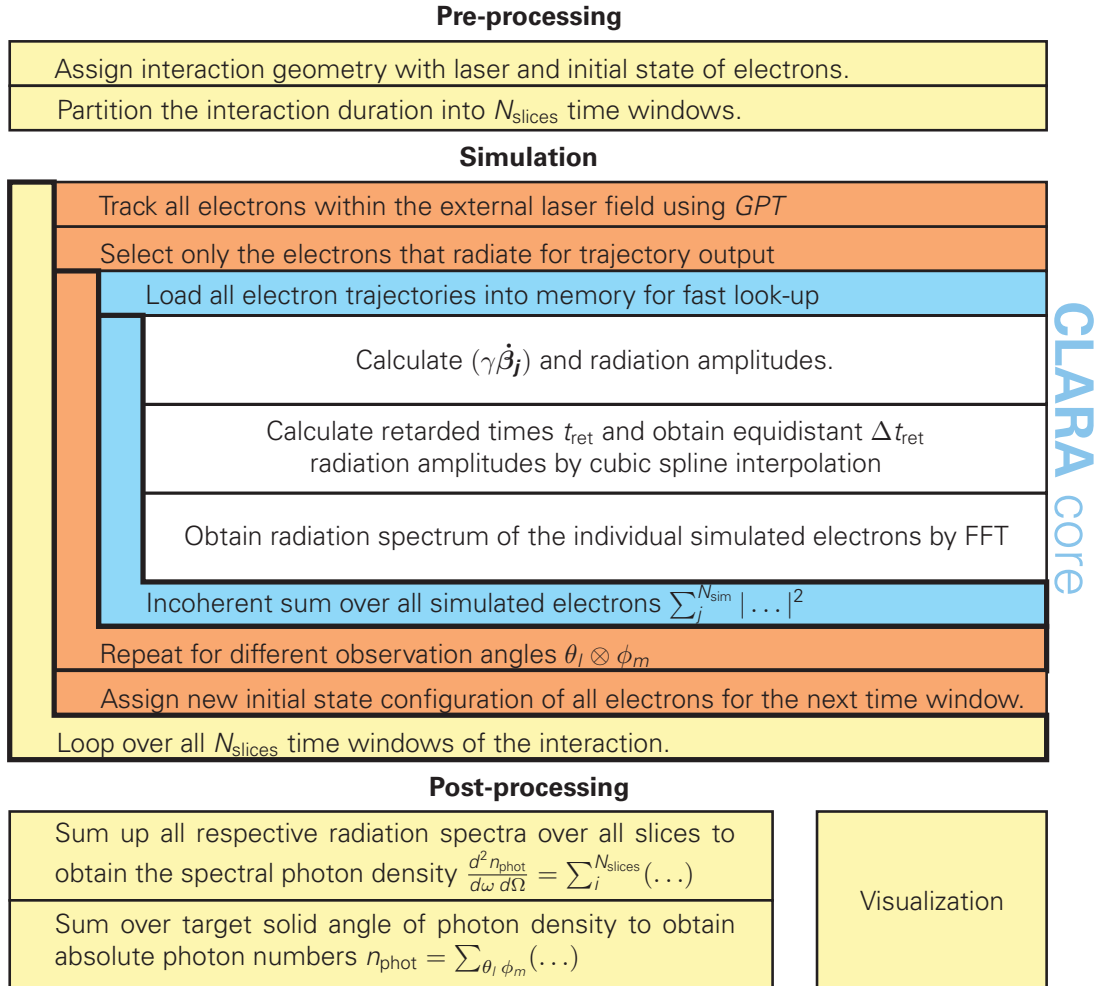 Pre-processing
Assign interaction geometry with laser and initial state of electrons.
Partition the interaction duration into N_slices time windows.
Simulation
Track all electrons within the external laser field using GPT
Select only the electrons that radiate for trajectory output
Load all electron trajectories into memory for fast look-up
Calculate (γβ̇_j) and radiation amplitudes.
Calculate retarded times t_ret and obtain equidistant Δt_ret
radiation amplitudes by cubic spline interpolation
Obtain radiation spectrum of the individual simulated electrons by FFT
Incoherent sum over all simulated electrons ∑_j^{N_sim} |...|²
Repeat for different observation angles θ_l ⊗ φ_m
Assign new initial state configuration of all electrons for the next time window.
Loop over all N_slices time windows of the interaction.
CLARA core
Post-processing
Sum up all respective radiation spectra over all slices to
obtain the spectral photon density d²n_phot/dω dΩ = ∑_i^{N_slices}(...)
Sum over target solid angle of photon density to obtain
absolute photon numbers n_phot = ∑_{θ_l φ_m}(...)
Visualization